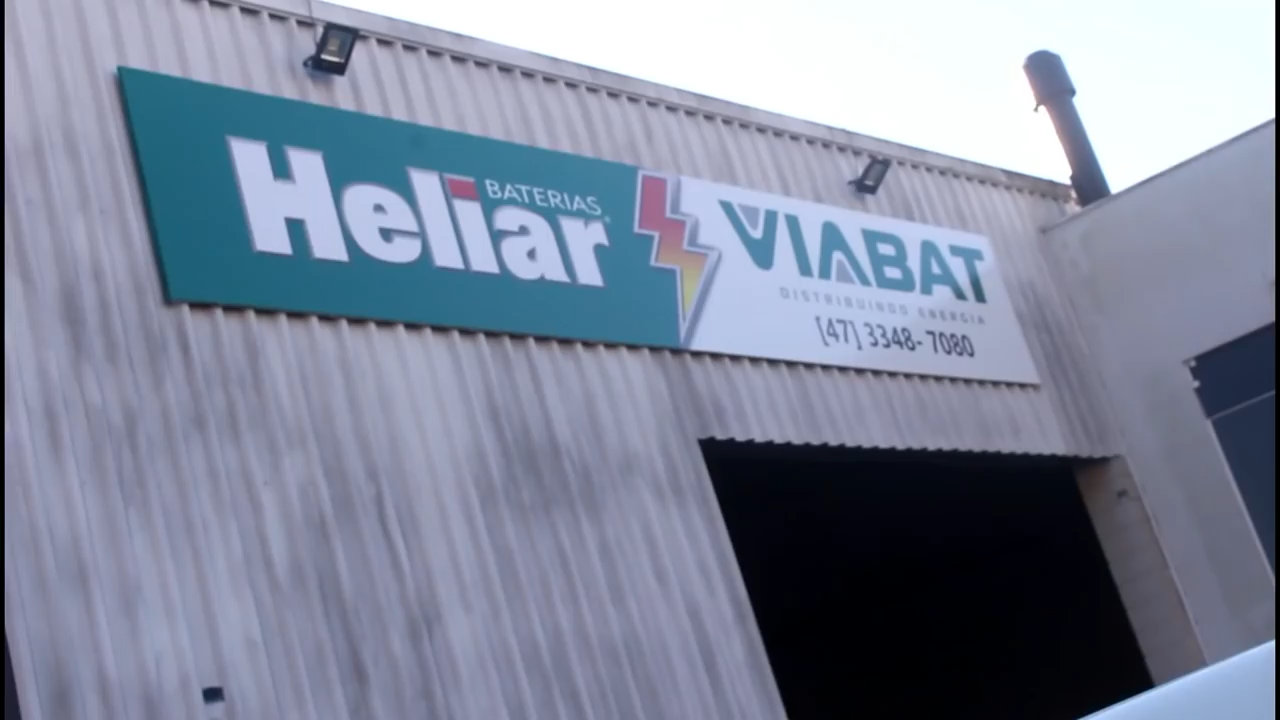 BATERIAS
Heliar
VIABAT
DISTRIBUINDO ENERGIA
[47] 3348-7080